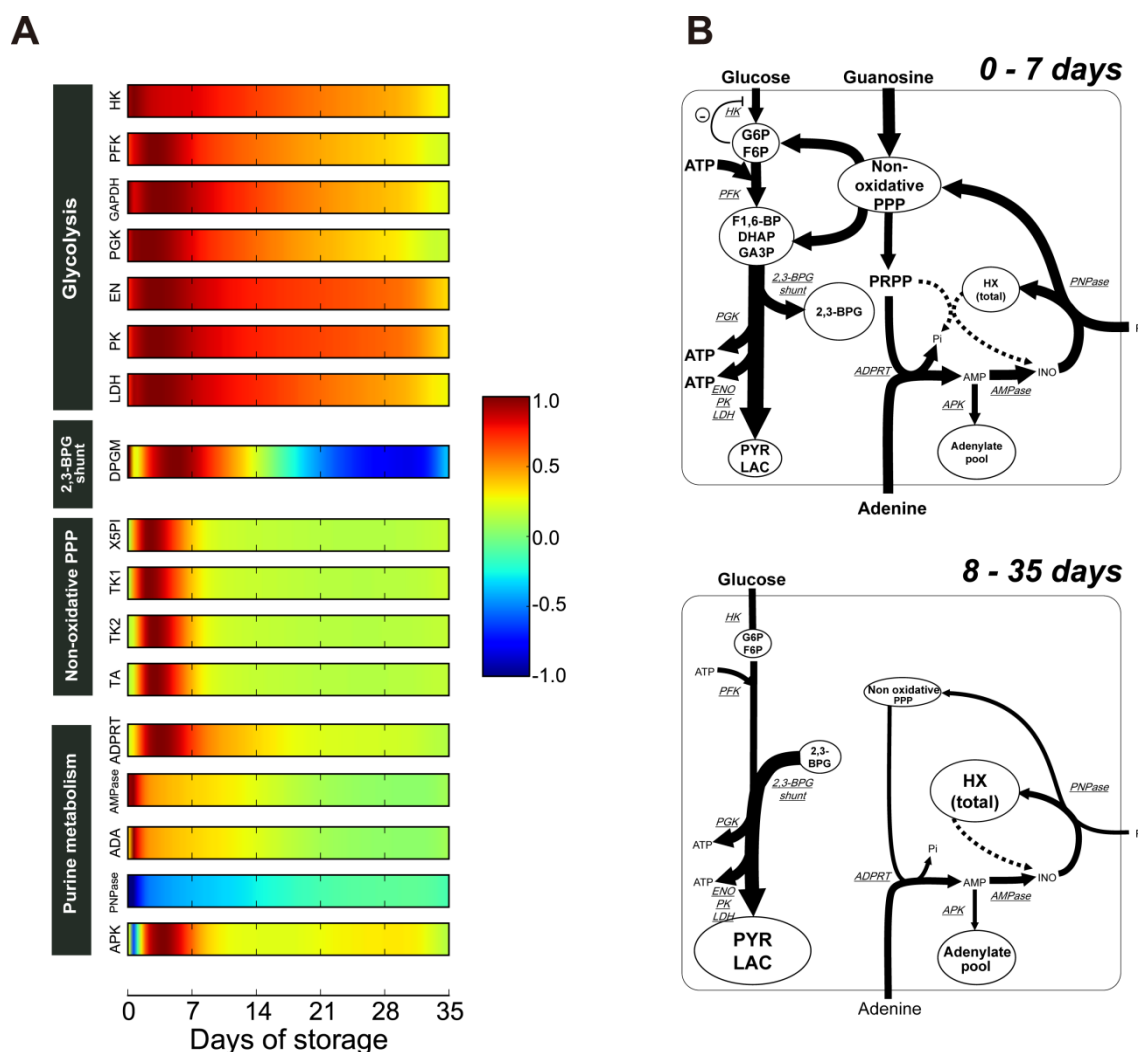 A
Glycolysis
HK
PFK
GAPDH
PGK
EN
PK
LDH
2,3-BPG
shunt
DPGM
Non-oxidative PPP
X5PI
TK1
TK2
TA
Purine metabolism
ADPRT
AMPase
ADA
PNPase
APK
0 7 14 21 28 35
Days of storage
1.0
0.5
0.0
-0.5
-1.0
B
0 - 7 days
Glucose
Guanosine
HK
-
G6P
F6P
ATP
PFK
Non-
oxidative
PPP
F1,6-BP
DHAP
GA3P
2,3-BPG
shunt
2,3-BPG
PRPP
HX
(total)
PNPase
PGK
Pi
Pi
ATP
ATP
ENO
PK
LDH
ADPRT
AMP
INO
AMPase
APK
PYR
LAC
Adenylate
pool
Adenine
8 - 35 days
Glucose
HK
G6P
F6P
ATP
PFK
Non oxidative
PPP
2,3-
BPG
2,3-BPG
shunt
HX
(total)
PNPase
PGK
ATP
Pi
ATP
ENO
PK
LDH
ADPRT
AMP
INO
AMPase
APK
PYR
LAC
Adenylate
pool
Adenine